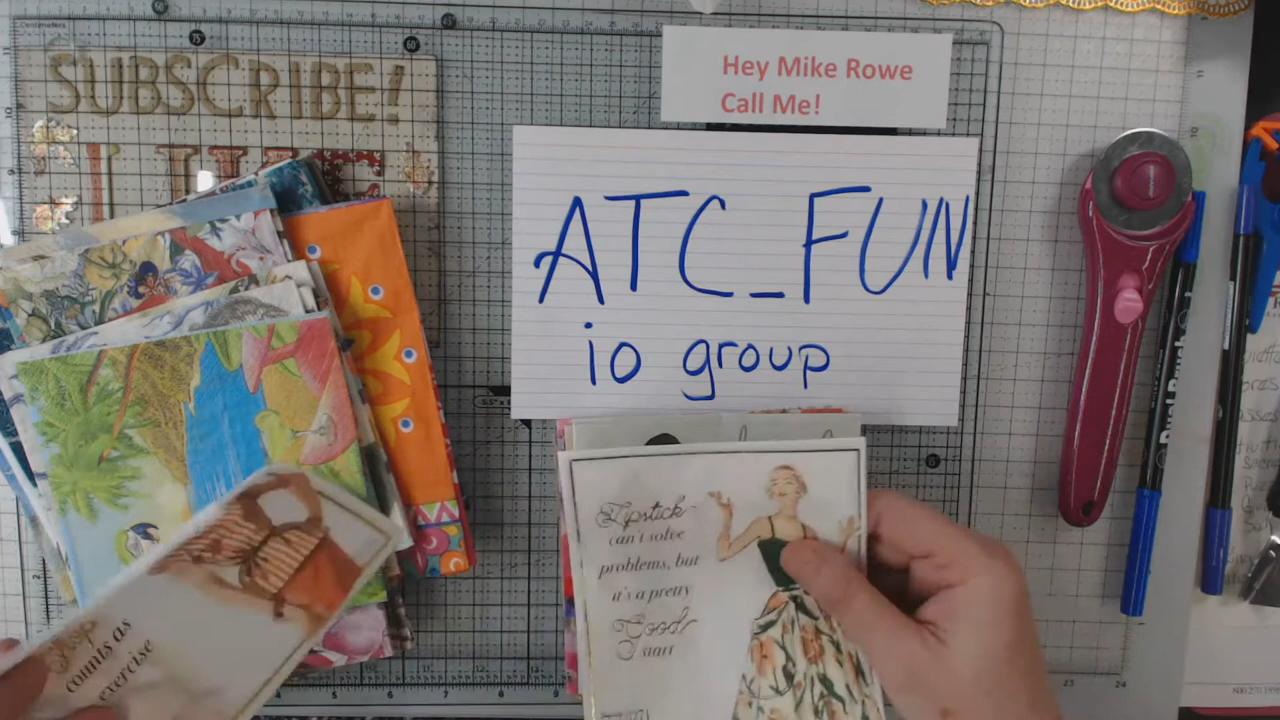 SUBSCRIBE!
LIKE
Hey Mike Rowe
Call Me!
ATC_FUN
io group
Lipstick
can't solve
problems, but
it's a pretty
Good
start
counts as
exercise
Dual Brush